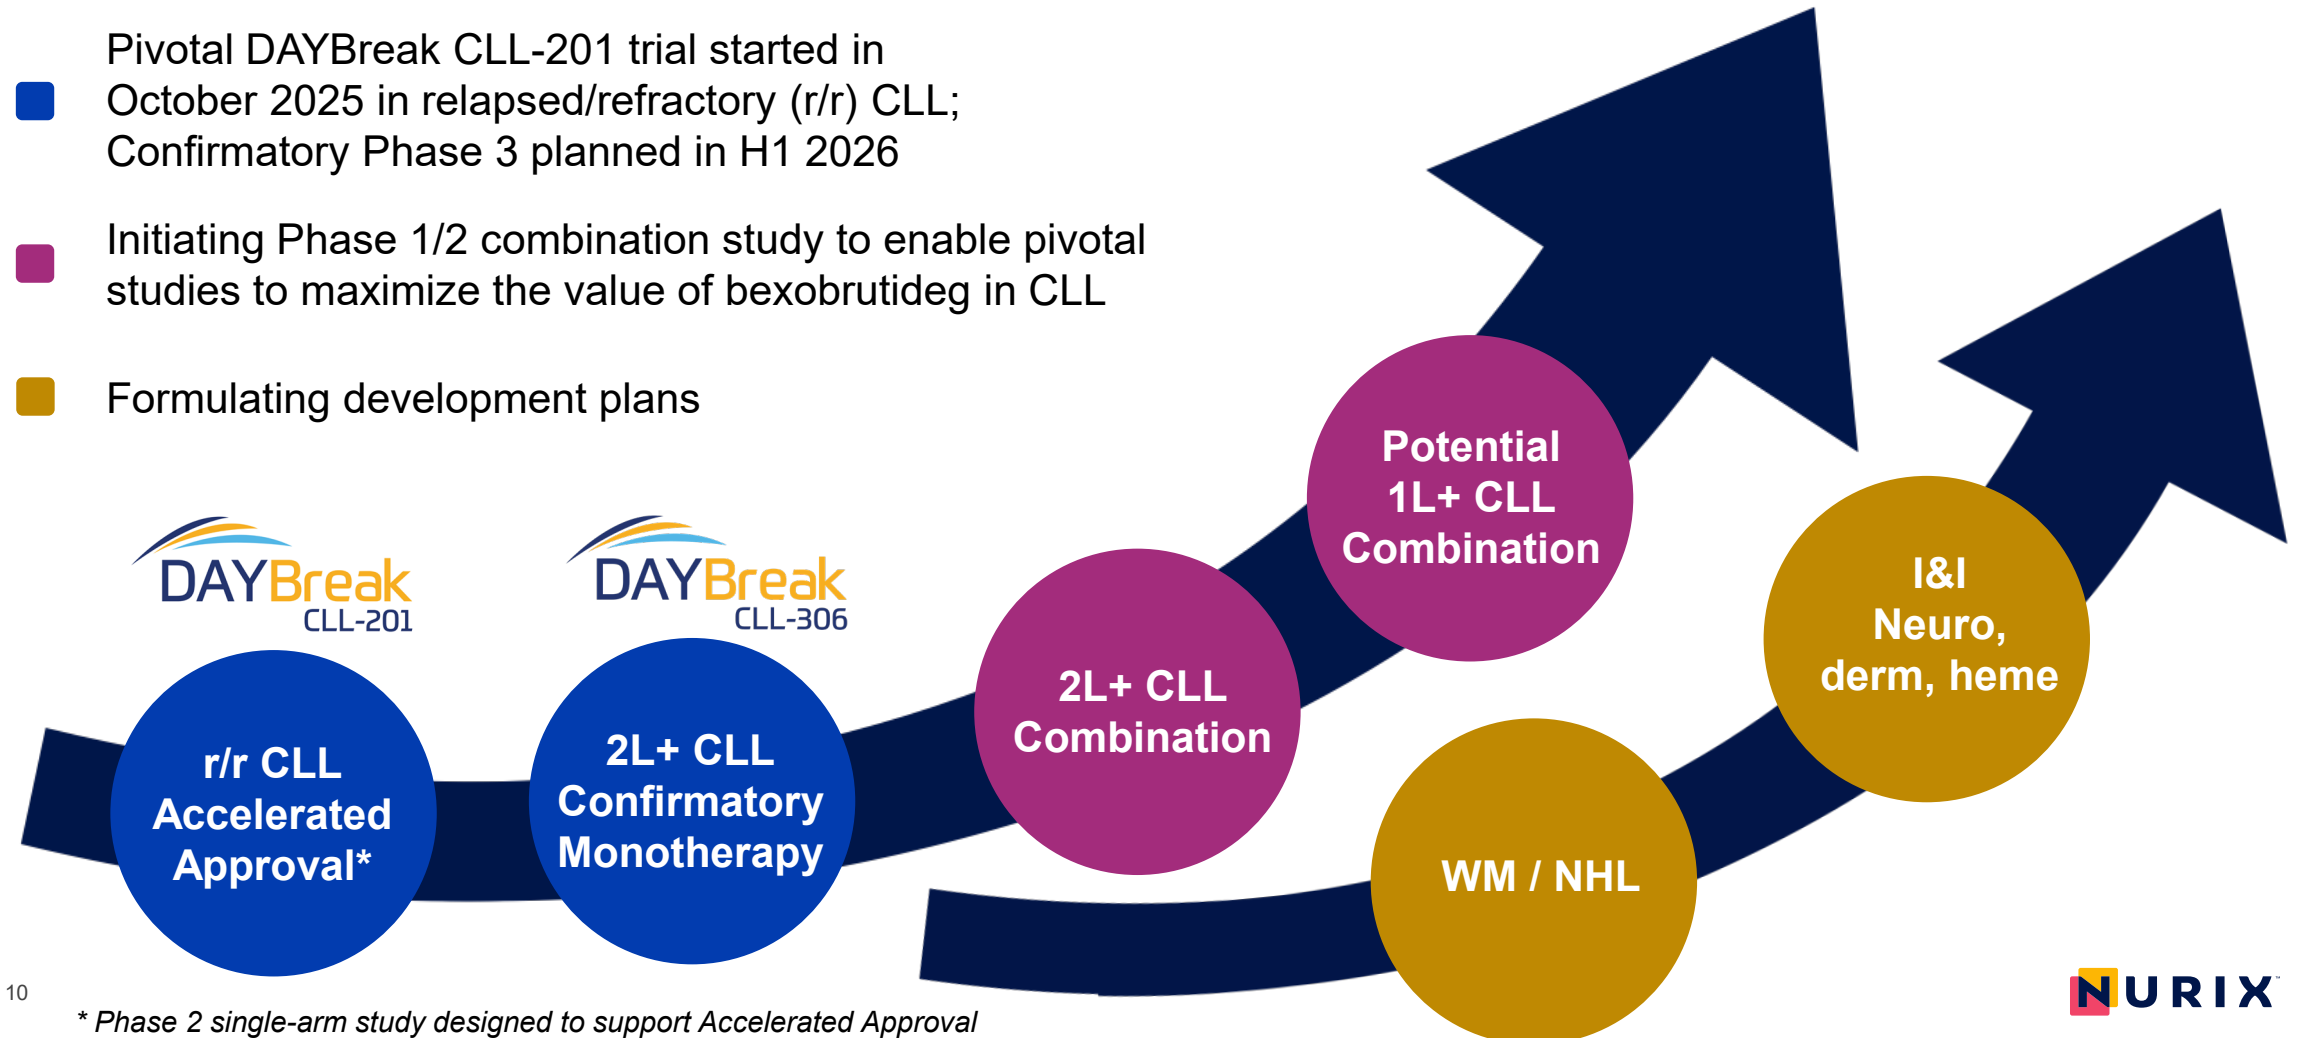 Pivotal DAYBreak CLL-201 trial started in
October 2025 in relapsed/refractory (r/r) CLL;
Confirmatory Phase 3 planned in H1 2026
Initiating Phase 1/2 combination study to enable pivotal
studies to maximize the value of bexobrutideg in CLL
Formulating development plans
DAYBreak
CLL-201
DAYBreak
CLL-306
r/r CLL
Accelerated
Approval*
2L+ CLL
Confirmatory
Monotherapy
2L+ CLL
Combination
Potential
1L+ CLL
Combination
WM / NHL
I&I
Neuro,
derm, heme
10
* Phase 2 single-arm study designed to support Accelerated Approval
NURIX™